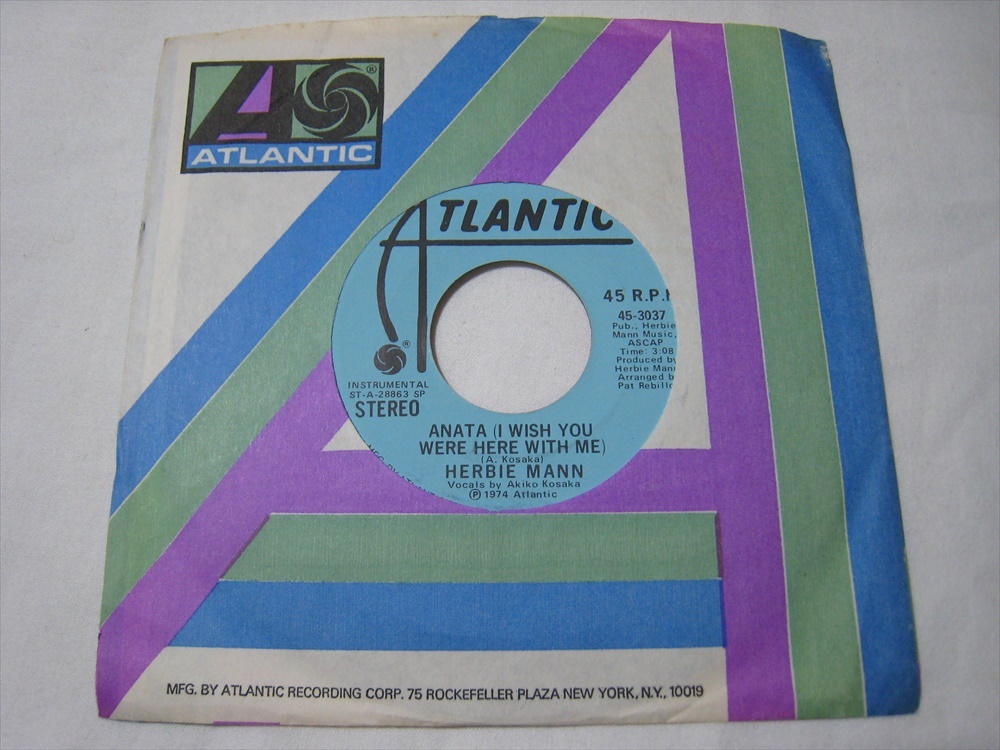 ATLANTIC
ATLANTIC
45 R.P.
45-3037
Pub., Herbie
Mann Music,
ASCAP
Time: 3:08
Produced by
Herbie Mann
Arranged b
Pat Rebillo
INSTRUMENTAL
ST-A-28863 SP
STEREO
ANATA (I WISH YOU
WERE HERE WITH ME)
(A. Kosaka)
HERBIE MANN
Vocals by Akiko Kosaka
Ⓟ 1974 Atlantic
MFG. BY ATLANTIC RECORDING CORP. 75 ROCKEFELLER PLAZA NEW YORK, N.Y., 10019